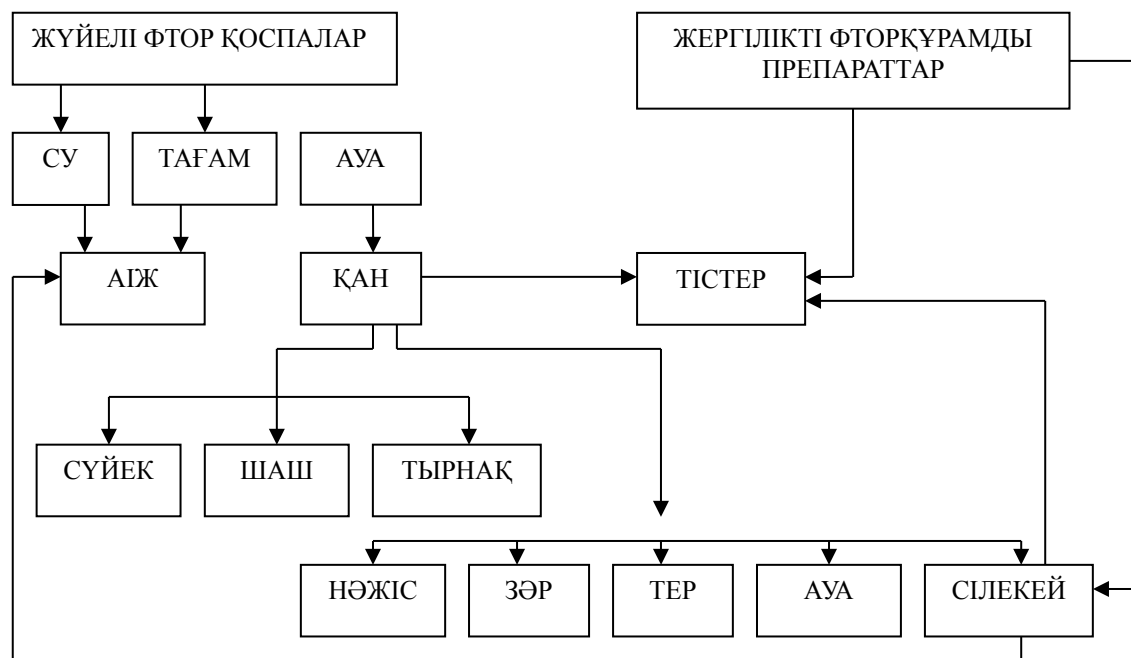 ЖҮЙЕЛІ ФТОР ҚОСПАЛАР
ЖЕРГІЛІКТІ ФТОРҚҰРАМДЫ
ПРЕПАРАТТАР
СУ
ТАҒАМ
АУА
АІЖ
ҚАН
ТІСТЕР
СҮЙЕК
ШАШ
ТЫРНАҚ
НӘЖІС
ЗӘР
ТЕР
АУА
СІЛЕКЕЙ